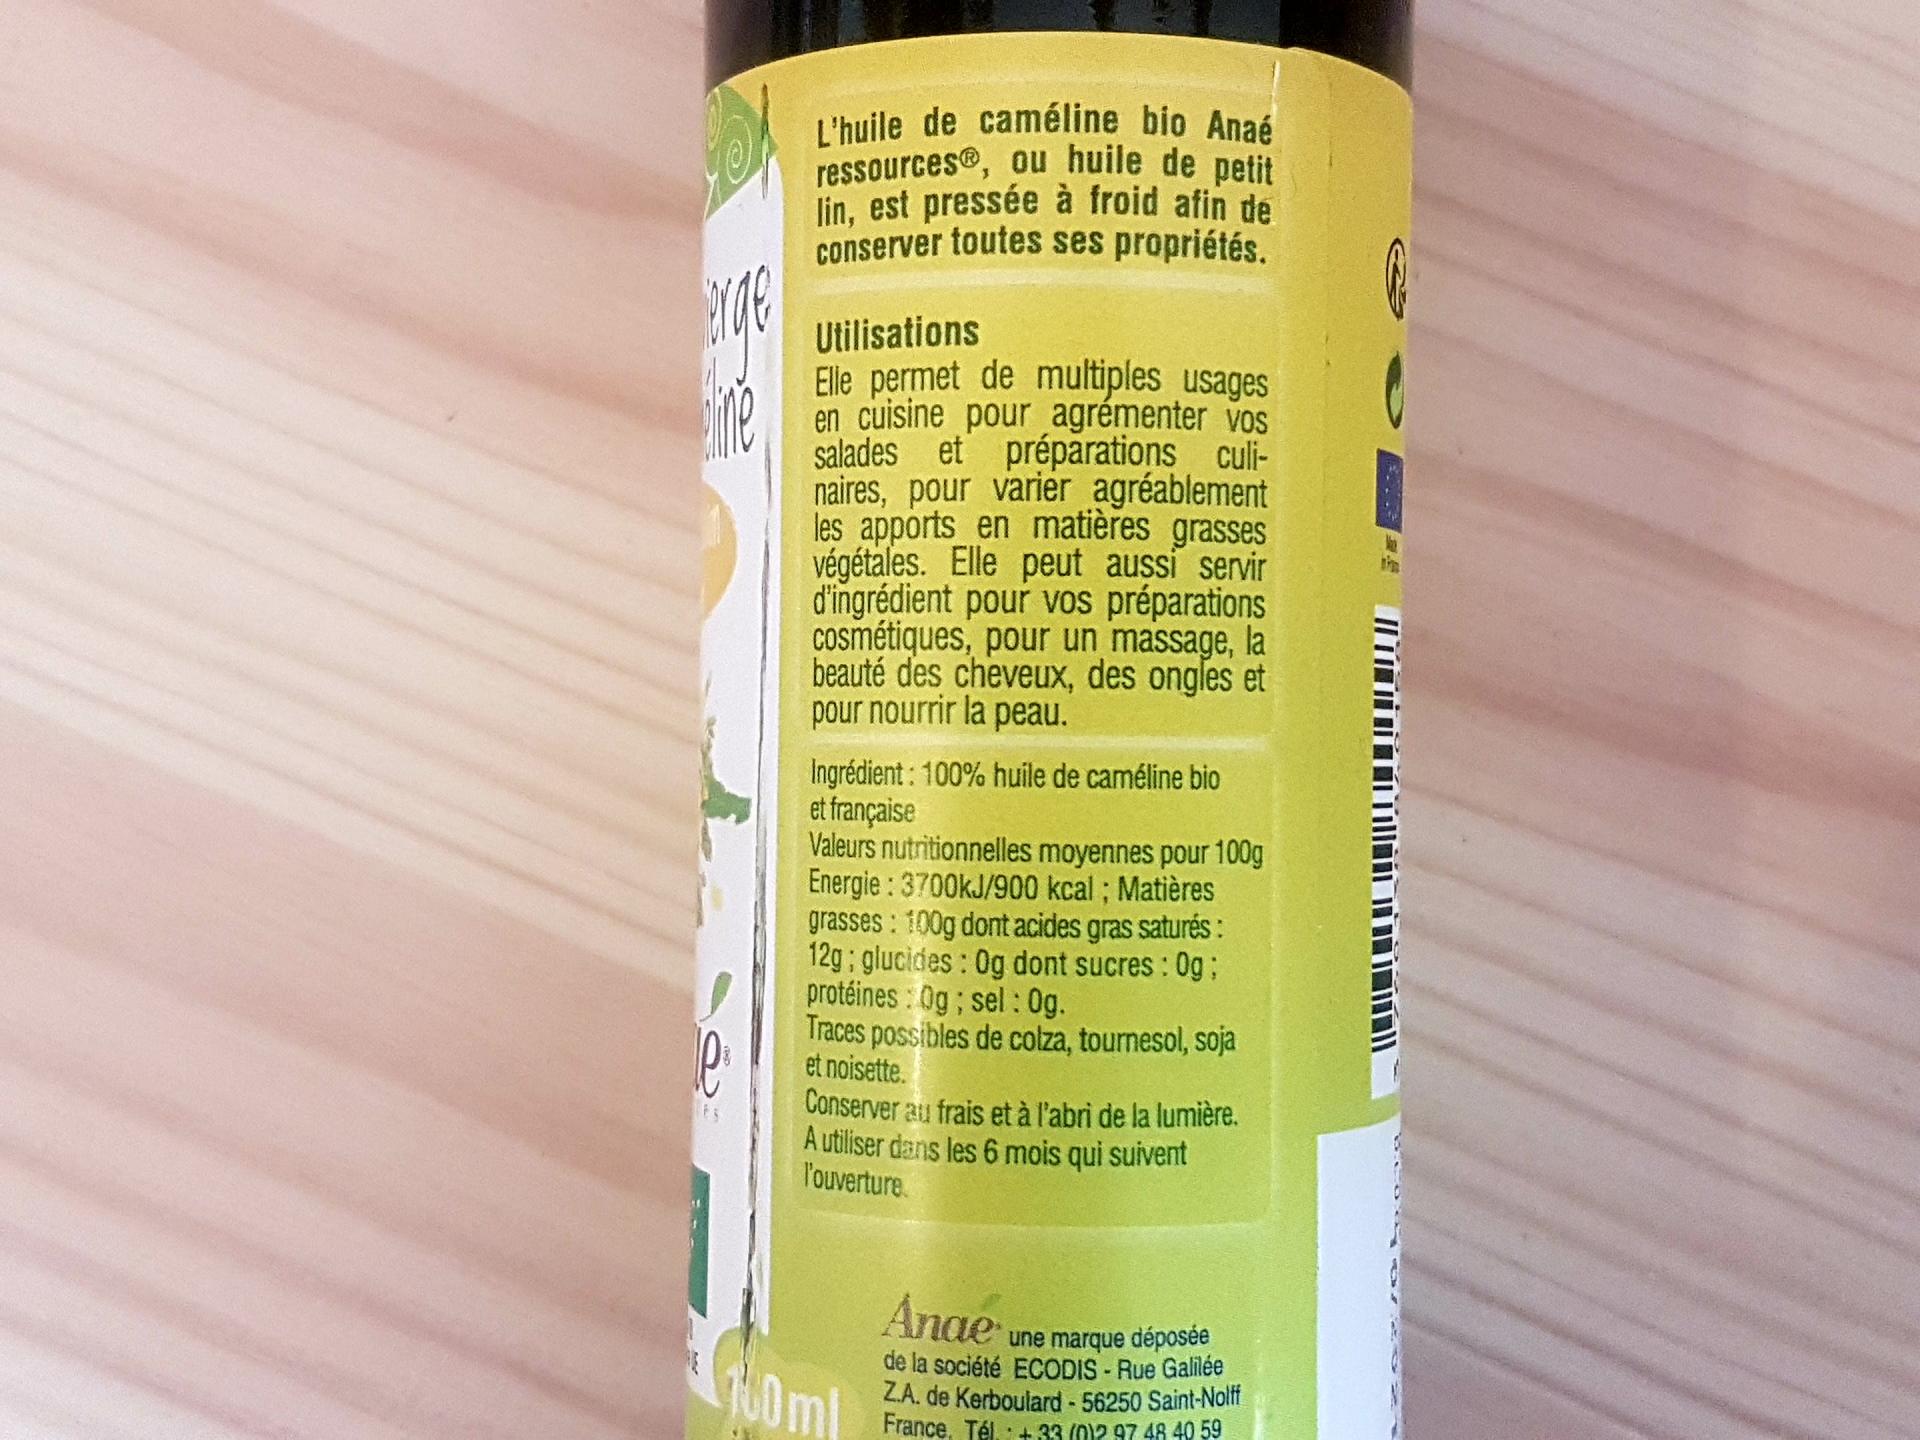 L'huile de caméline bio Anaé
ressources®, ou huile de petit
lin, est pressée à froid afin de
conserver toutes ses propriétés.
Utilisations
Elle permet de multiples usages
en cuisine pour agrémenter vos
salades et préparations culi-
naires, pour varier agréablement
les apports en matières grasses
végétales. Elle peut aussi servir
d'ingrédient pour vos préparations
cosmétiques, pour un massage, la
beauté des cheveux, des ongles et
pour nourrir la peau.
Ingrédient : 100% huile de caméline bio
et française
Valeurs nutritionnelles moyennes pour 100g
Energie : 3700kJ/900 kcal ; Matières
grasses : 100g dont acides gras saturés :
12g ; glucides : 0g dont sucres : 0g ;
protéines : 0g ; sel : 0g.
Traces possibles de colza, tournesol, soja
et noisette.
Conserver au frais et à l'abri de la lumière.
A utiliser dans les 6 mois qui suivent
l'ouverture.
Anaé une marque déposée
de la société ECODIS - Rue Galilée
Z.A. de Kerboulard - 56250 Saint-Nolff
France. Tél. : + 33 (0)2 97 48 40 59
100ml